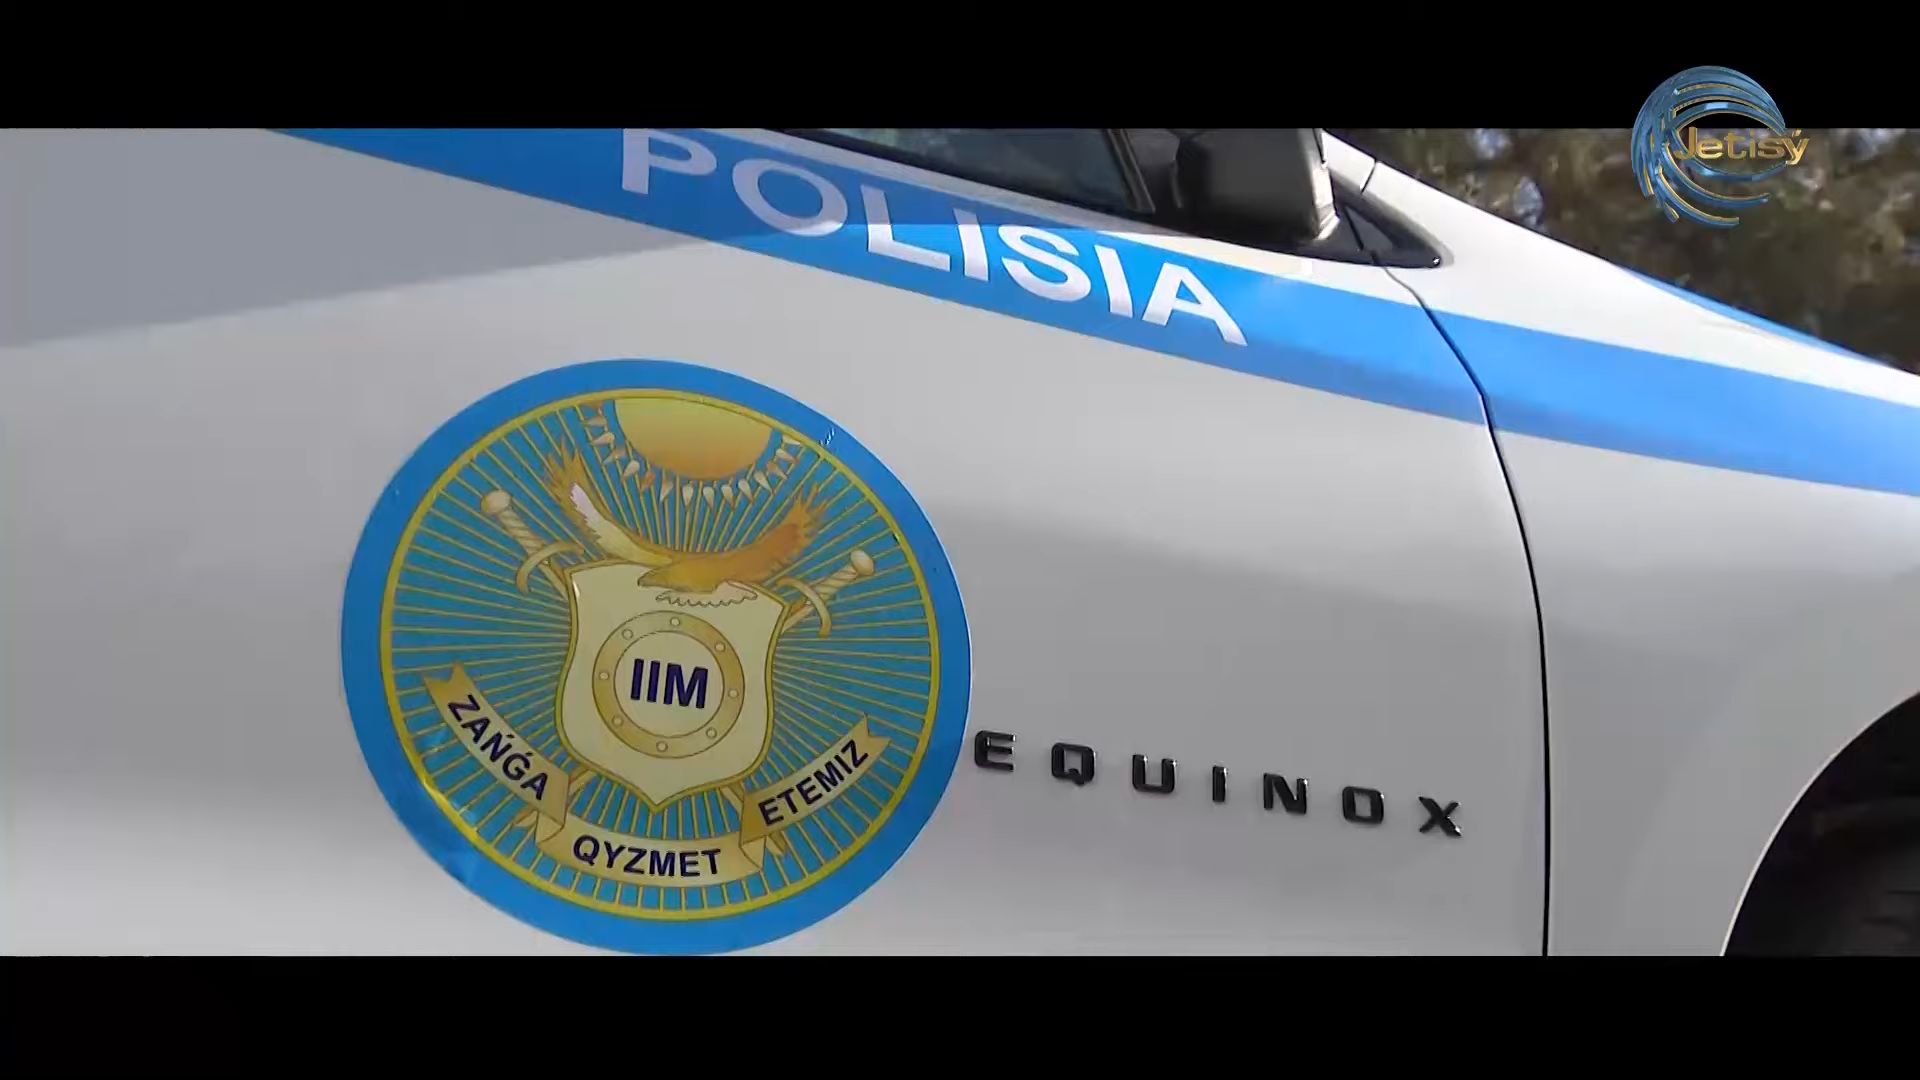 Jetisý
POLISIA
IIM
ZAŃǴA
QYZMET
ETEMIZ
EQUINOX